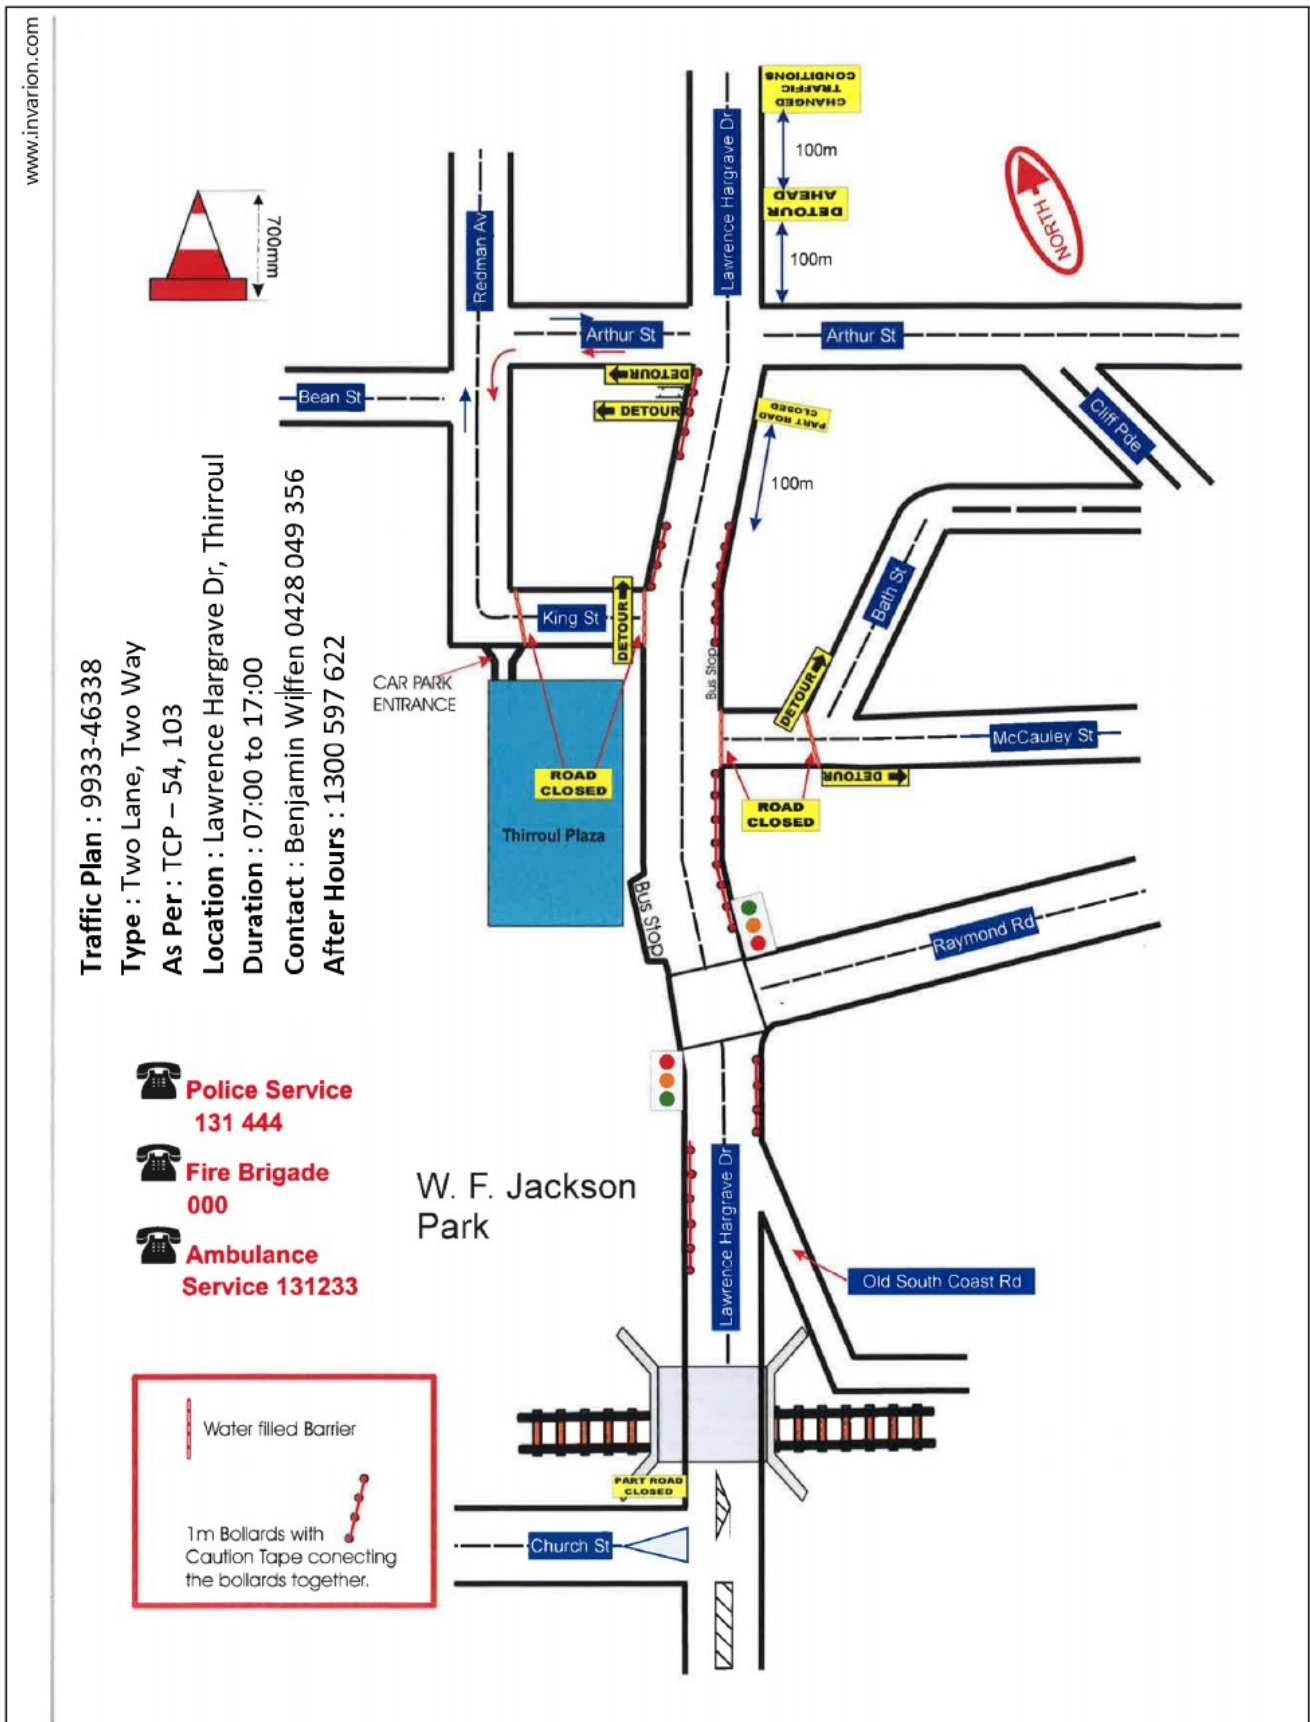 www.invarion.com
Traffic Plan : 9933-46338
Type : Two Lane, Two Way
As Per : TCP – 54, 103
Location : Lawrence Hargrave Dr, Thirroul
Duration : 07:00 to 17:00
Contact : Benjamin Wiffen 0428 049 356
After Hours : 1300 597 622
700mm
CHANGED
TRAFFIC
CONDITIONS
100m
DETOUR
AHEAD
100m
NORTH
Lawrence Hargrave Dr
Redman Av
Arthur St
Arthur St
Bean St
DETOUR
DETOUR
PART ROAD
CLOSED
100m
Cliff Pde
Bath St
King St
DETOUR
CAR PARK
ENTRANCE
Bus Stop
DETOUR
McCauley St
DETOUR
ROAD
CLOSED
ROAD
CLOSED
Thirroul Plaza
Bus Stop
Raymond Rd
Police Service
131 444
Fire Brigade
000
Ambulance
Service 131233
W. F. Jackson
Park
Lawrence Hargrave Dr
Old South Coast Rd
PART ROAD
CLOSED
Church St
Water filled Barrier
1m Bollards with
Caution Tape conecting
the bollards together.